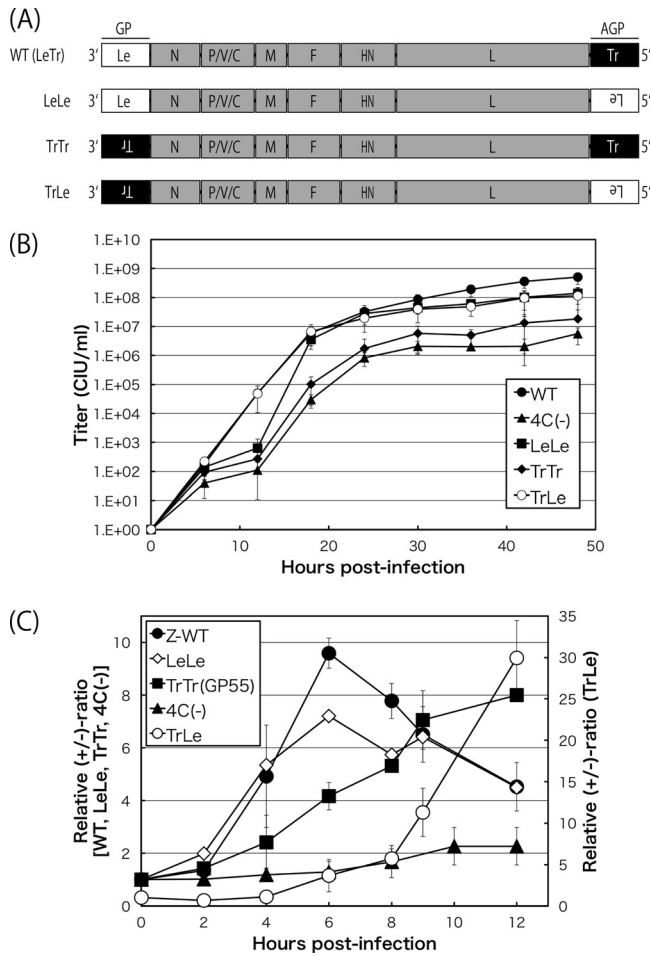 (A)
GP AGP
WT (LeTr) 3' Le N P/V/C M F HN L Tr 5'
LeLe 3' Le N P/V/C M F HN L Le 5'
TrTr 3' Tr N P/V/C M F HN L Tr 5'
TrLe 3' Tr N P/V/C M F HN L Le 5'
(B)
1.E+10
1.E+09
1.E+08
1.E+07
1.E+06
1.E+05
1.E+04
1.E+03
1.E+02
1.E+01
1.E+00
Titer (CIU/ml)
WT
4C(-)
LeLe
TrTr
TrLe
0 10 20 30 40 50
Hours post-infection
(C)
Z-WT
LeLe
TrTr(GP55)
4C(-)
TrLe
Relative (+/-)-ratio
[WT, LeLe, TrTr, 4C(-)]
10
8
6
4
2
0
35
30
25
20
15
10
5
0
Relative (+/-)-ratio (TrLe)
0 2 4 6 8 10 12
Hours post-infection